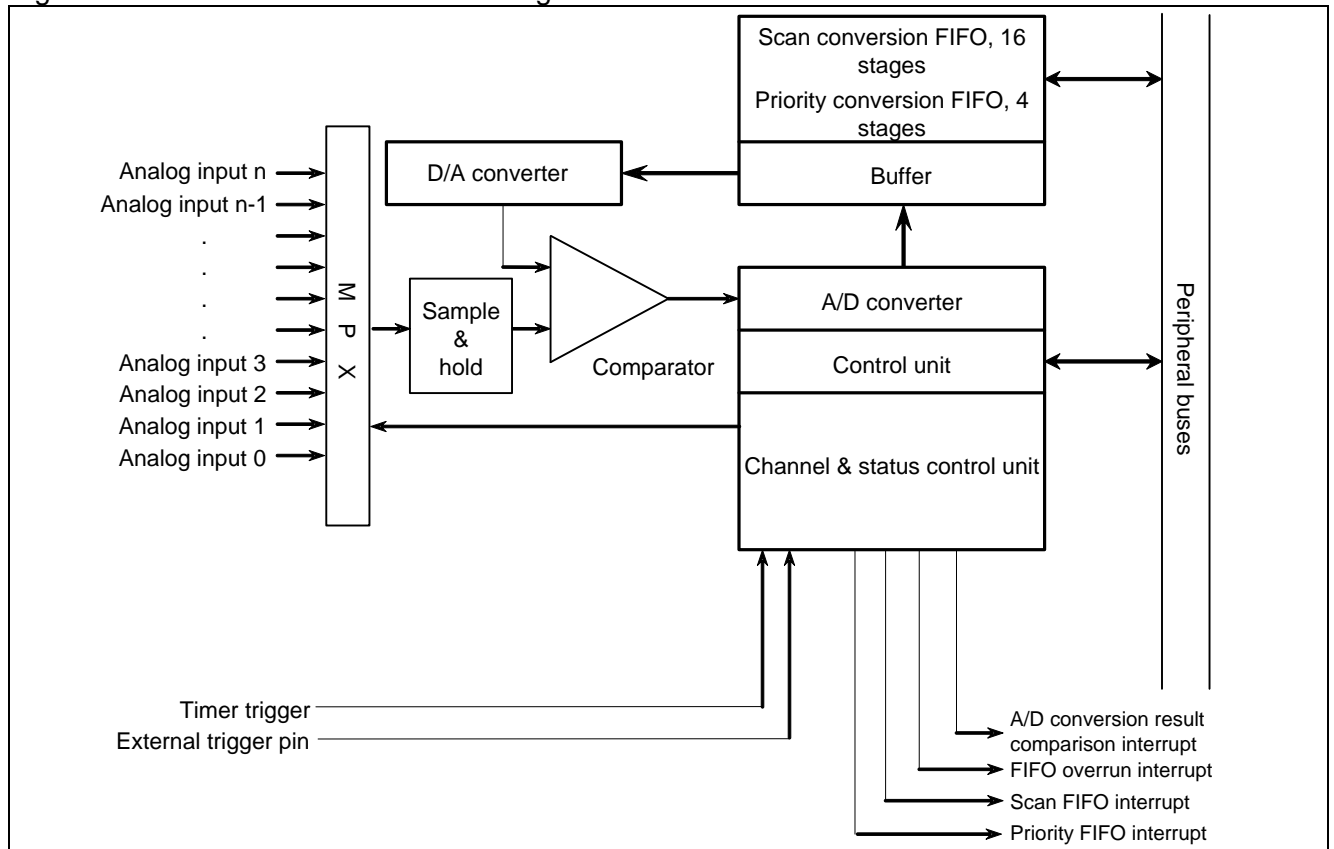 Scan conversion FIFO, 16
stages
Priority conversion FIFO, 4
stages
Buffer
D/A converter
Analog input n
Analog input n-1
.
.
.
.
Analog input 3
Analog input 2
Analog input 1
Analog input 0
M P X
Sample
&
hold
Comparator
A/D converter
Control unit
Channel & status control unit
Peripheral buses
Timer trigger
External trigger pin
A/D conversion result
comparison interrupt
FIFO overrun interrupt
Scan FIFO interrupt
Priority FIFO interrupt